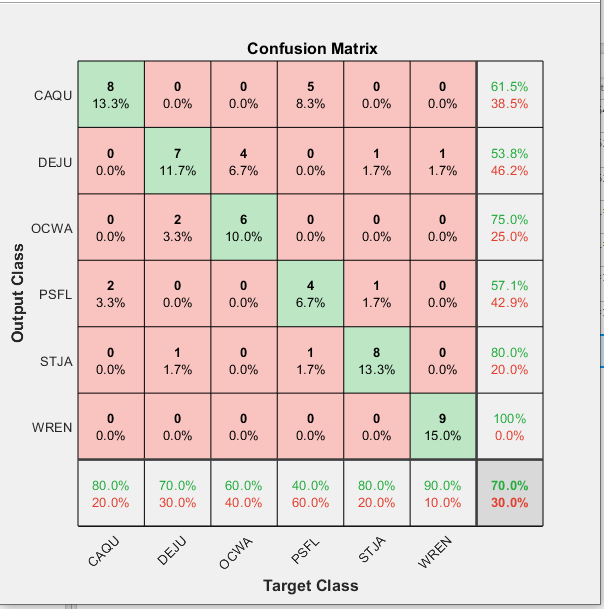 Confusion Matrix
CAQU 8 0 0 5 0 0 61.5%
13.3% 0.0% 0.0% 8.3% 0.0% 0.0% 38.5%
DEJU 0 7 4 0 1 1 53.8%
0.0% 11.7% 6.7% 0.0% 1.7% 1.7% 46.2%
OCWA 0 2 6 0 0 0 75.0%
0.0% 3.3% 10.0% 0.0% 0.0% 0.0% 25.0%
PSFL 2 0 0 4 1 0 57.1%
3.3% 0.0% 0.0% 6.7% 1.7% 0.0% 42.9%
STJA 0 1 0 1 8 0 80.0%
0.0% 1.7% 0.0% 1.7% 13.3% 0.0% 20.0%
WREN 0 0 0 0 0 9 100%
0.0% 0.0% 0.0% 0.0% 0.0% 15.0% 0.0%
80.0% 70.0% 60.0% 40.0% 80.0% 90.0% 70.0%
20.0% 30.0% 40.0% 60.0% 20.0% 10.0% 30.0%
CAQU DEJU OCWA PSFL STJA WREN
Target Class
Output Class